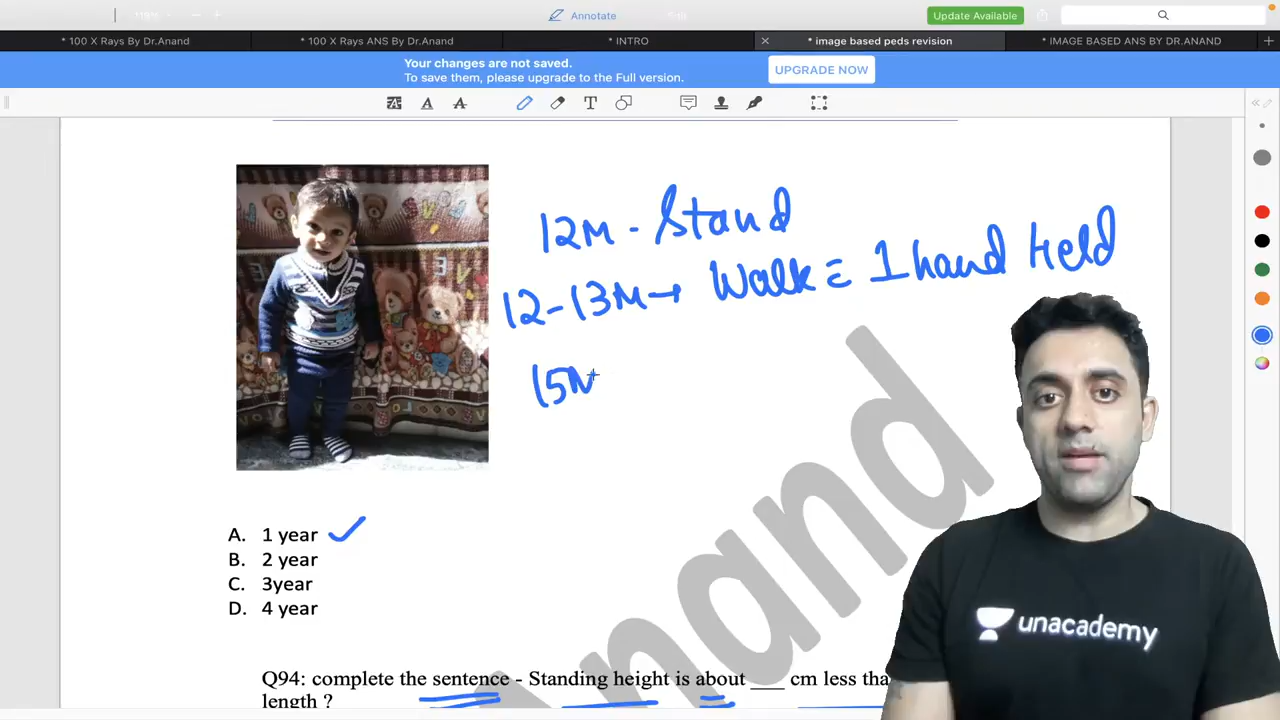 Annotate
Update Available
* 100 X Rays By Dr.Anand
* 100 X Rays ANS By Dr.Anand
* INTRO
* image based peds revision
* IMAGE BASED ANS BY DR.ANAND
Your changes are not saved.
To save them, please upgrade to the Full version.
UPGRADE NOW
12M - Stand
12-13M → Walk 1 hand Held
15M
A. 1 year ✓
B. 2 year
C. 3year
D. 4 year
Anand
unacademy
Q94: complete the sentence - Standing height is about ___ cm less tha
length ?